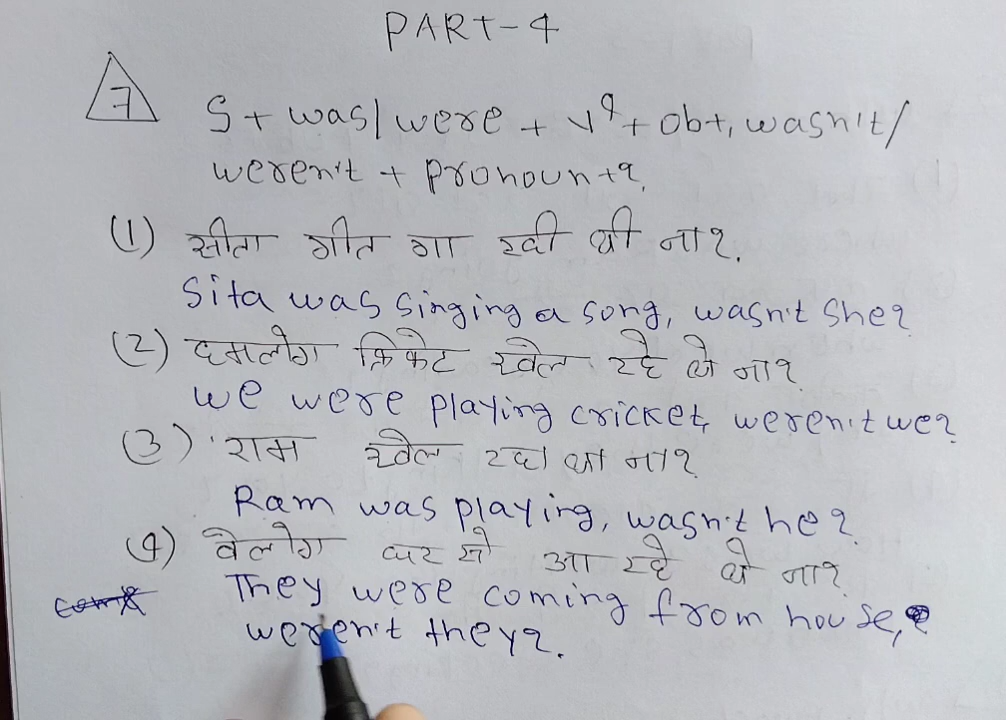 PART-4
7
S + was/were + V⁴ + obt, wasn't/
weren't + pronoun + ?
(1) सीता गीत गा रही थी ना?
Sita was singing a song, wasn't she?
(2) हमलोग क्रिकेट खेल रहे थे ना?
We were playing cricket, weren't we?
(3) राम खेल रहा था ना?
Ram was playing, wasn't he?
(4) वेलोग घर से आ रहे थे ना?
They were coming from house,
weren't they?